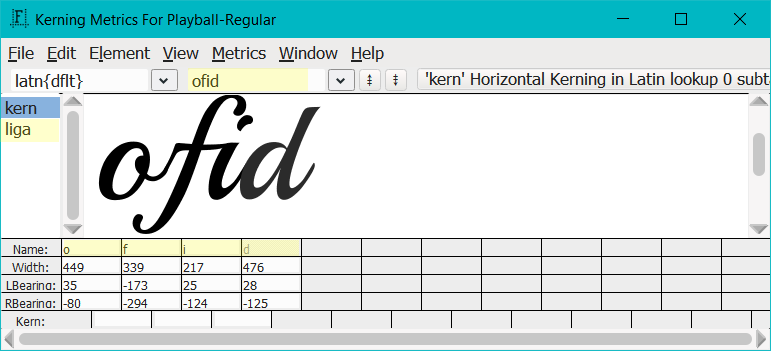 Kerning Metrics For Playball-Regular
File Edit Element View Metrics Window Help
latn{dflt} ofid 'kern' Horizontal Kerning in Latin lookup 0 subt
kern
liga
ofid
Name: o f i d
Width: 449 339 217 476
LBearing: 35 -173 25 28
RBearing: -80 -294 -124 -125
Kern: